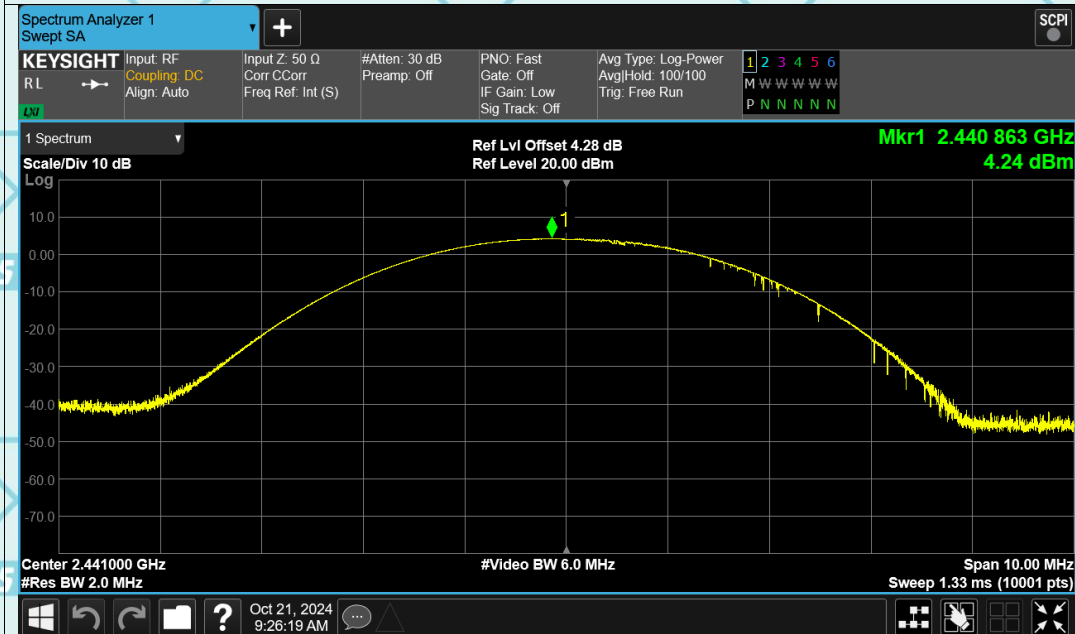 Spectrum Analyzer 1
Swept SA
+
SCPI
KEYSIGHT
R L
LXI
Input: RF
Coupling: DC
Align: Auto
Input Z: 50 Ω
Corr CCorr
Freq Ref: Int (S)
#Atten: 30 dB
Preamp: Off
PNO: Fast
Gate: Off
IF Gain: Low
Sig Track: Off
Avg Type: Log-Power
Avg|Hold: 100/100
Trig: Free Run
1 2 3 4 5 6
M W W W W W
P N N N N N
1 Spectrum
Scale/Div 10 dB
Log
Ref Lvl Offset 4.28 dB
Ref Level 20.00 dBm
Mkr1 2.440 863 GHz
4.24 dBm
1
10.0
0.00
-10.0
-20.0
-30.0
-40.0
-50.0
-60.0
-70.0
Center 2.441000 GHz
#Video BW 6.0 MHz
Span 10.00 MHz
#Res BW 2.0 MHz
Sweep 1.33 ms (10001 pts)
?
Oct 21, 2024
9:26:19 AM